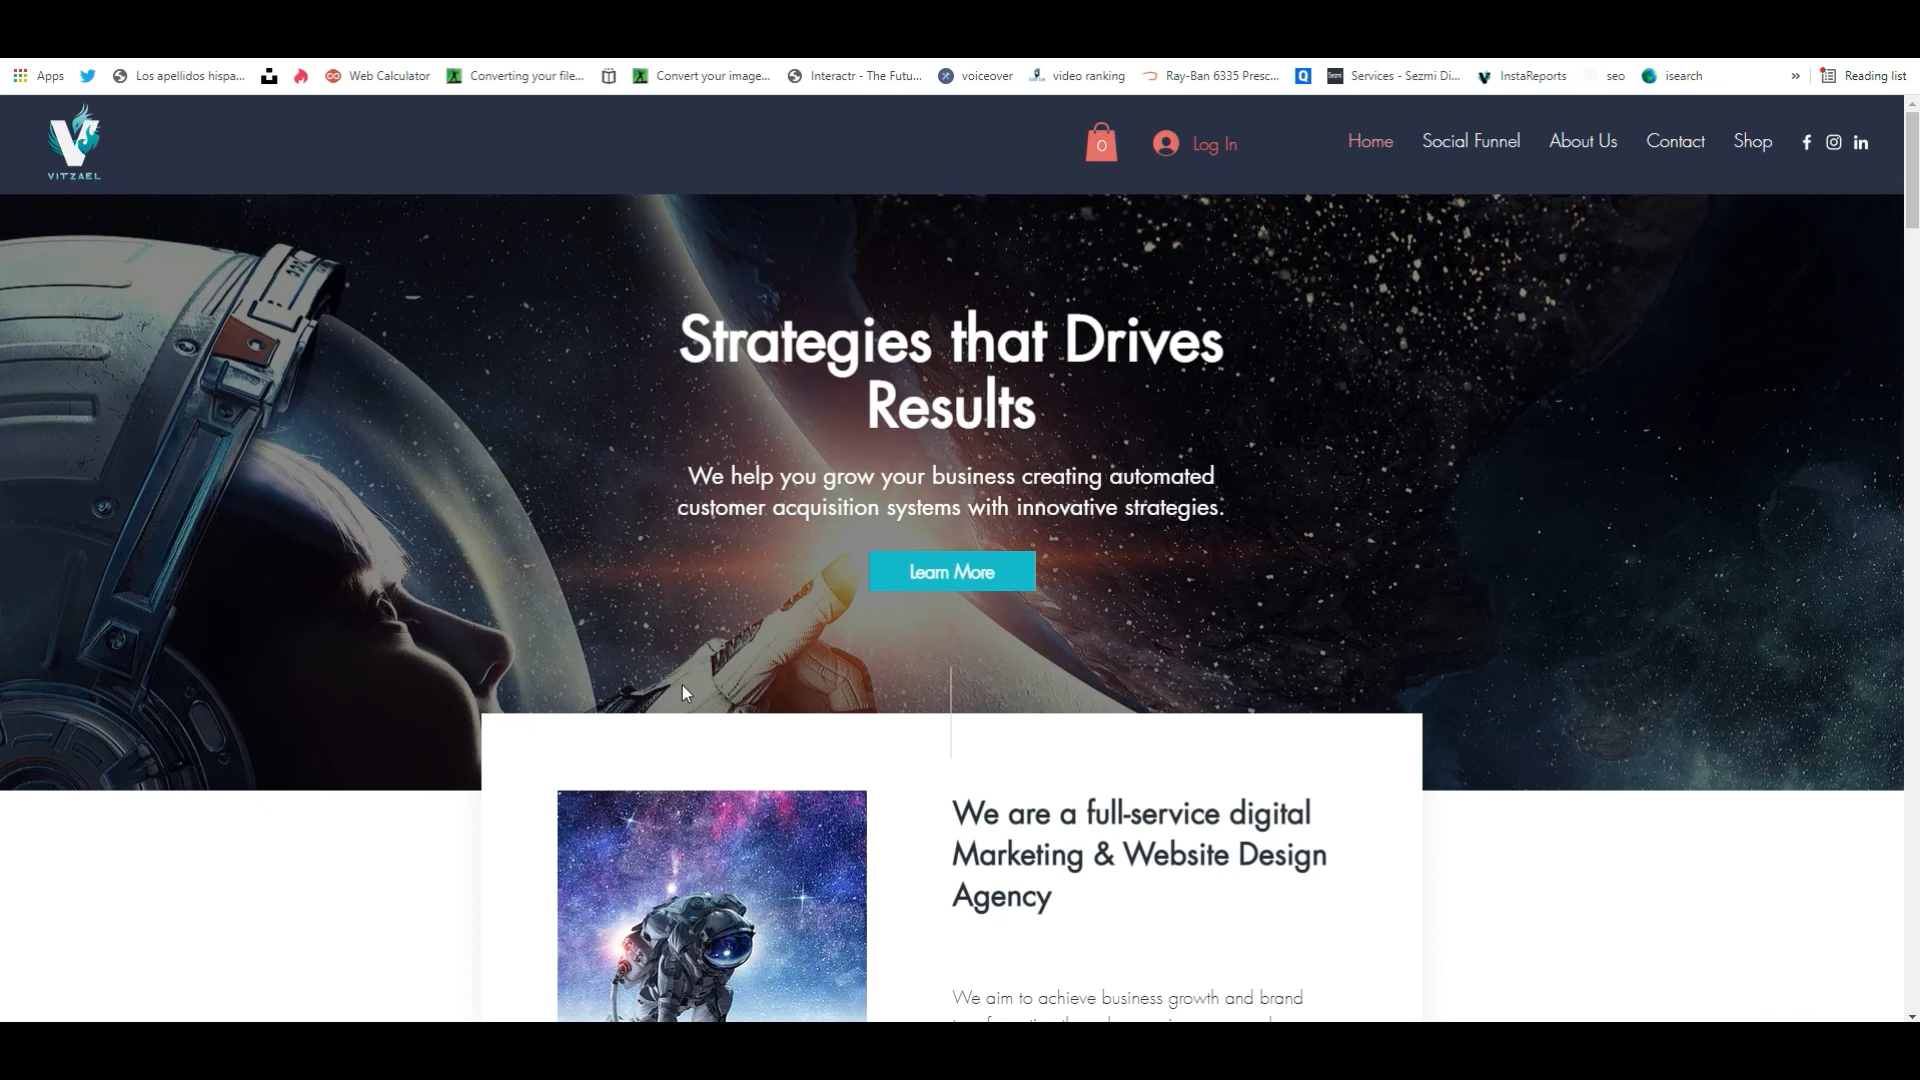 Apps
Los apellidos hispa...
Web Calculator
Converting your file...
Convert your image...
Interactr - The Futu...
voiceover
video ranking
Ray-Ban 6335 Presc...
Services - Sezmi Di...
InstaReports
seo
isearch
»
Reading list
VITZAEL
0
Log In
Home
Social Funnel
About Us
Contact
Shop
Strategies that Drives
Results
We help you grow your business creating automated
customer acquisition systems with innovative strategies.
Learn More
We are a full-service digital
Marketing & Website Design
Agency
We aim to achieve business growth and brand